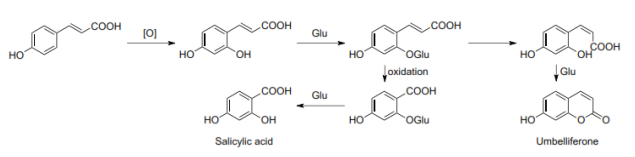 COOH
HO
[O]
COOH
HO
OH
Glu
COOH
HO
OGlu
HO
OH
COOH
oxidation
Glu
COOH
HO
OH
Salicylic acid
Glu
COOH
HO
OGlu
HO
O
O
Umbelliferone